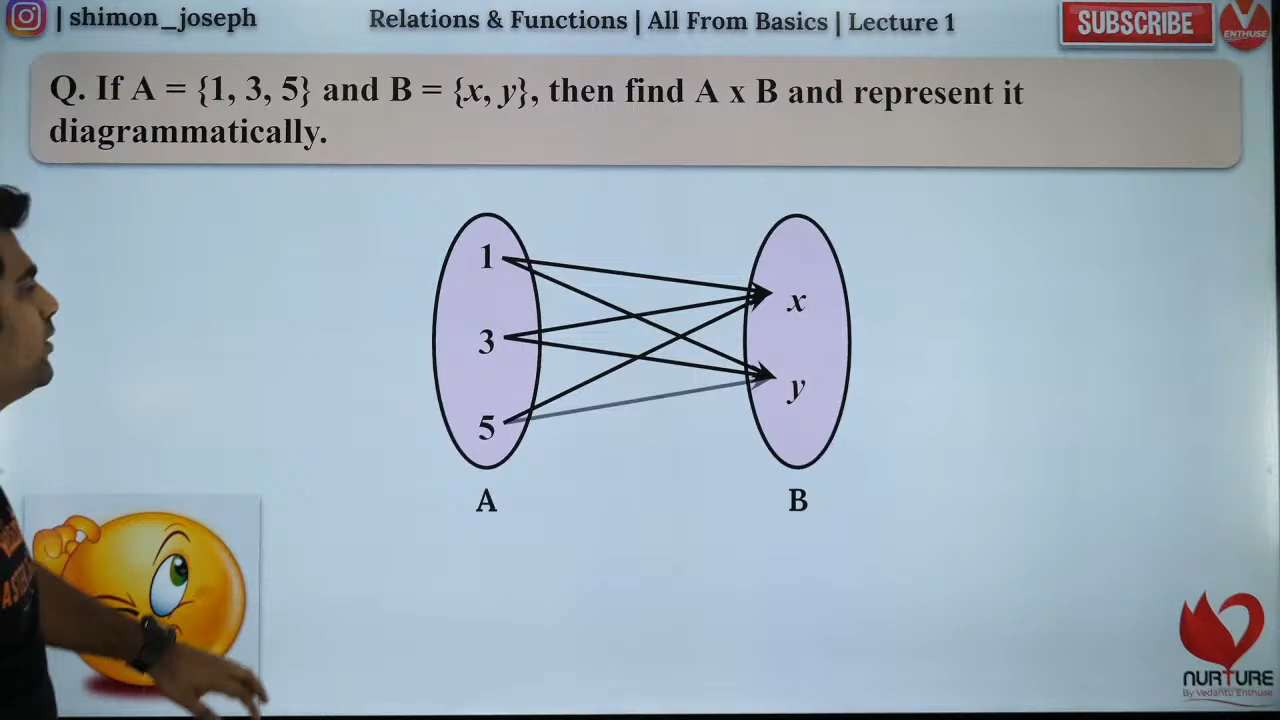 | shimon_joseph
Relations & Functions | All From Basics | Lecture 1
SUBSCRIBE
ENTHUSE
Q. If A = {1, 3, 5} and B = {x, y}, then find A x B and represent it
diagrammatically.
1
3
5
x
y
A
B
NURTURE
By Vedantu Enthuse